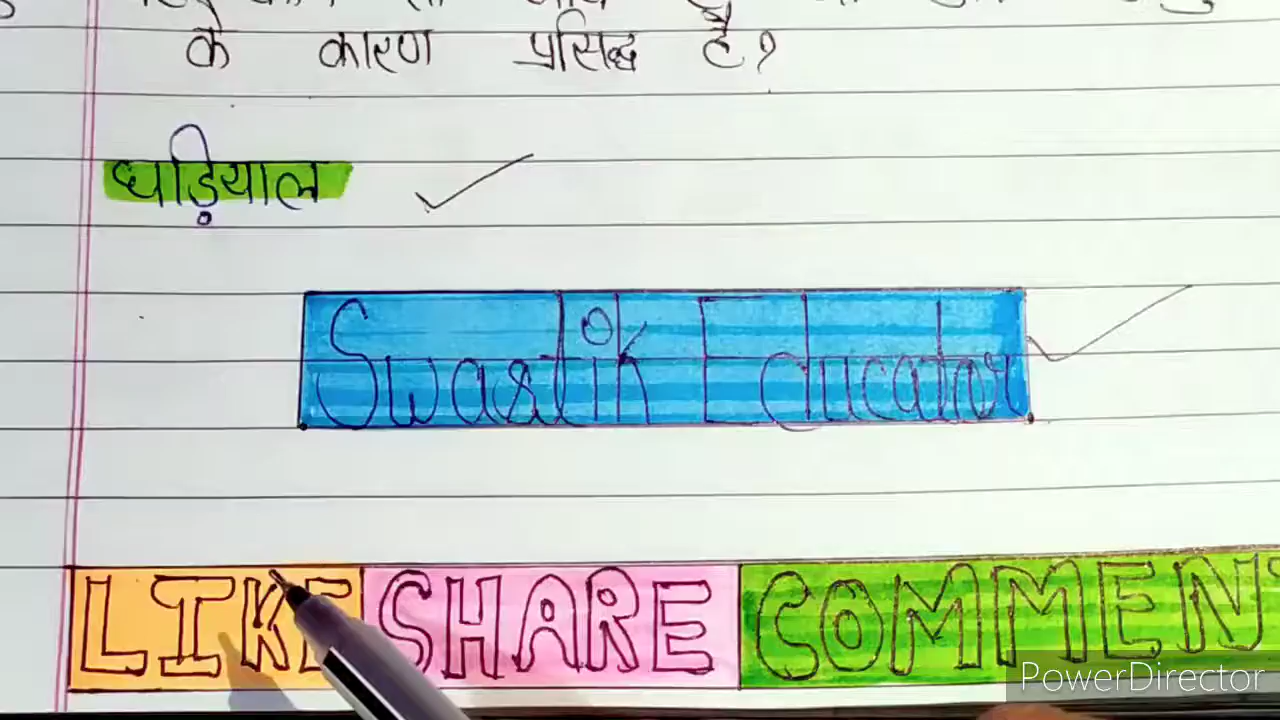 के कारण प्रसिद्ध है?
घड़ियाल
Swastik Educator
LIKE SHARE COMMENT
PowerDirector